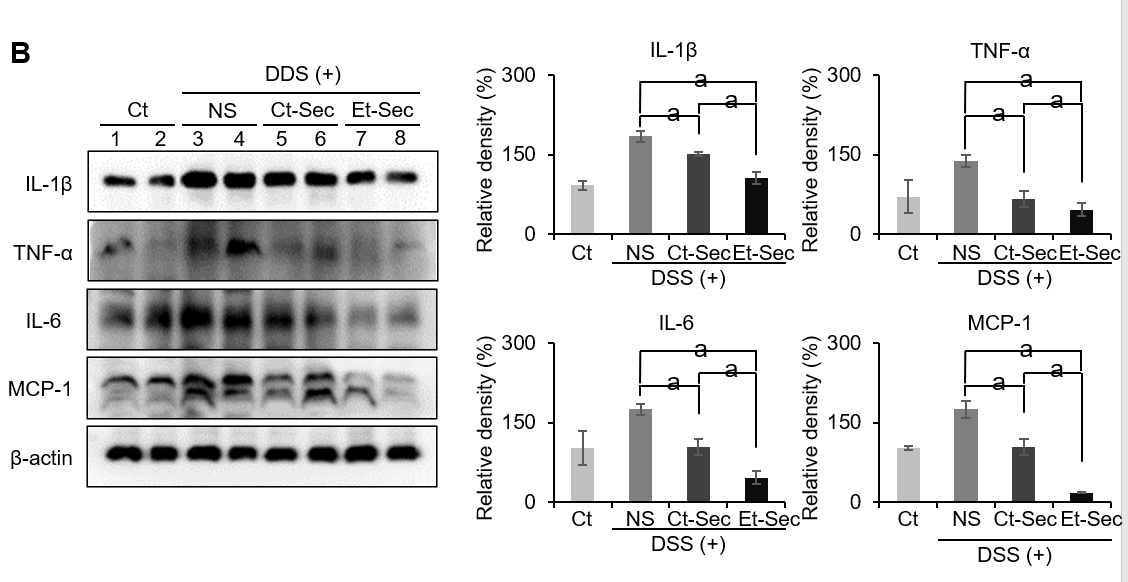 B
DDS (+)
Ct NS Ct-Sec Et-Sec
1 2 3 4 5 6 7 8
IL-1β
TNF-α
IL-6
MCP-1
β-actin
IL-1β
Relative density (%)
300
150
0
a
a
a
Ct NS Ct-Sec Et-Sec
DSS (+)
TNF-α
Relative density (%)
300
150
0
a
a
a
Ct NS Ct-Sec Et-Sec
DSS (+)
IL-6
Relative density (%)
300
150
0
a
a
a
Ct NS Ct-Sec Et-Sec
DSS (+)
MCP-1
Relative density (%)
300
150
0
a
a
a
Ct NS Ct-Sec Et-Sec
DSS (+)